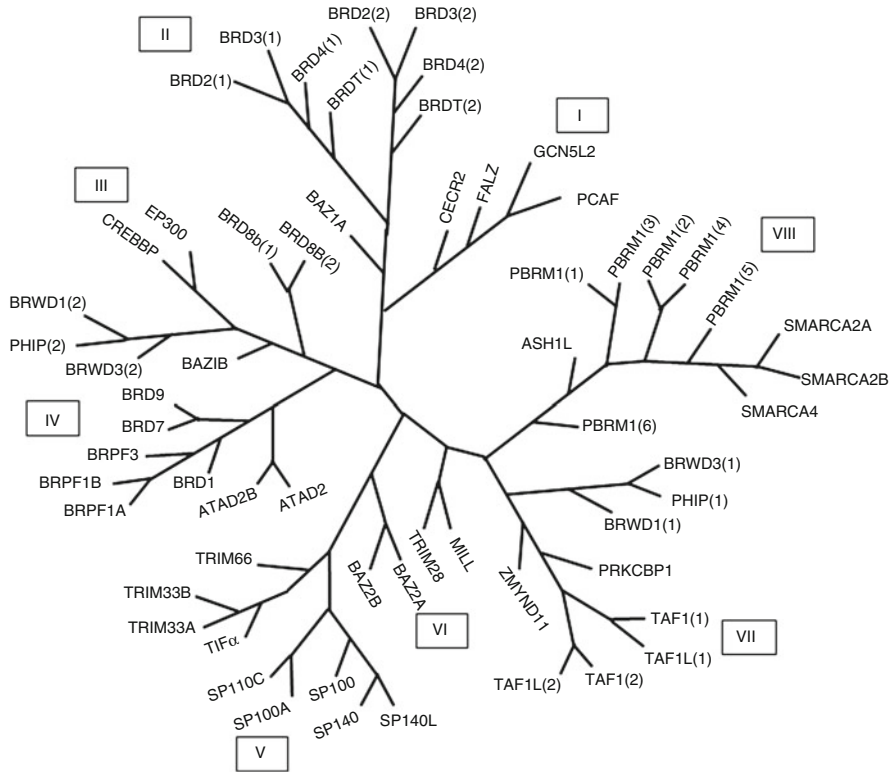 BRD2(2)
BRD3(2)
II
BRD3(1)
BRD4(1)
BRD2(1)
BRDT(1)
BRD4(2)
BRDT(2)
I
GCN5L2
PCAF
FALZ
CECR2
BAZ1A
III
EP300
CREBBP
BRD8b(1)
BRD8B(2)
BRWD1(2)
PHIP(2)
BRWD3(2)
BAZIB
PBRM1(3)
PBRM1(2)
PBRM1(4)
VIII
PBRM1(1)
PBRM1(5)
SMARCA2A
ASH1L
SMARCA2B
SMARCA4
PBRM1(6)
IV
BRD9
BRD7
BRPF3
BRPF1B
BRPF1A
BRD1
ATAD2B
ATAD2
BRWD3(1)
PHIP(1)
BRWD1(1)
TRIM28
MILL
ZMYND11
PRKCBP1
TRIM66
TRIM33B
TRIM33A
TIFα
BAZ2B
BAZ2A
VI
TAF1(1)
VII
TAF1L(1)
TAF1(2)
TAF1L(2)
SP110C
SP100A
SP100
SP140
SP140L
V